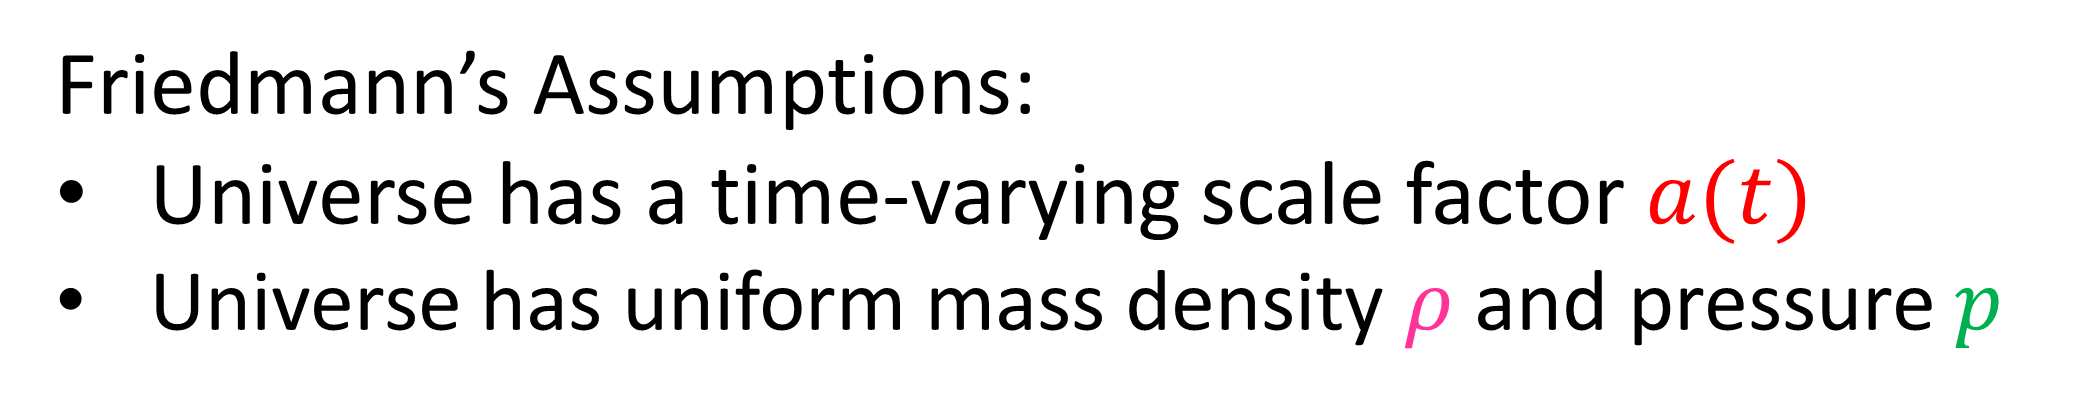 Friedmann’s Assumptions:
• Universe has a time-varying scale factor a(t)
• Universe has uniform mass density ρ and pressure p